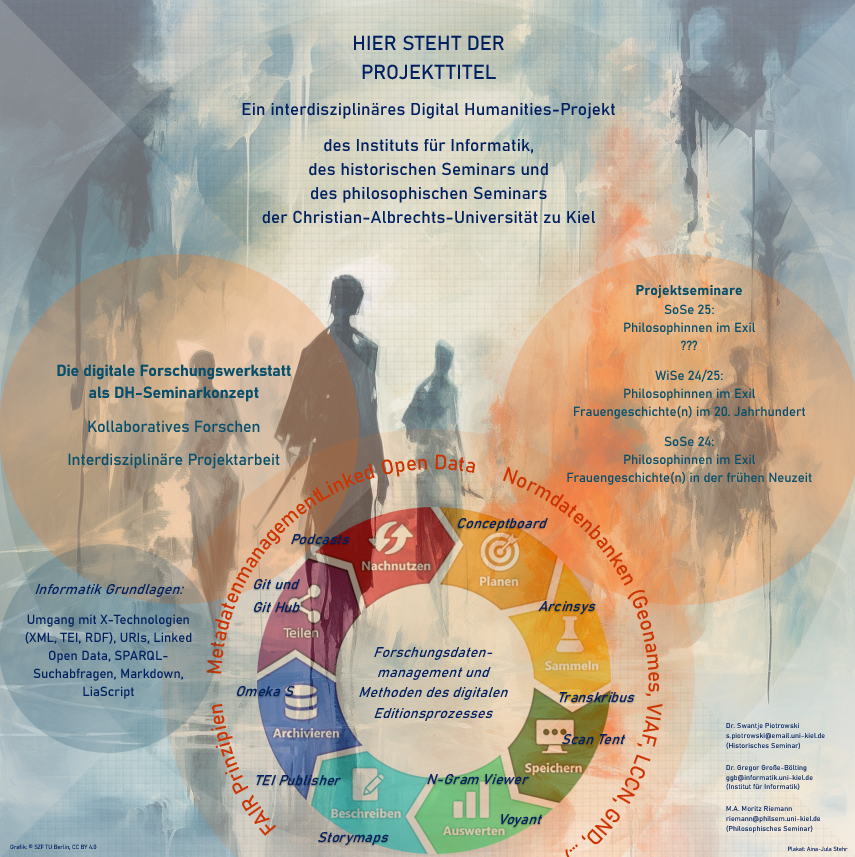 HIER STEHT DER
PROJEKTTITEL
Ein interdisziplinäres Digital Humanities-Projekt
des Instituts für Informatik,
des historischen Seminars und
des philosophischen Seminars
der Christian-Albrechts-Universität zu Kiel
Die digitale Forschungswerkstatt
als DH-Seminarkonzept
Kollaboratives Forschen
Interdisziplinäre Projektarbeit
Projektseminare
SoSe 25:
Philosophinnen im Exil
???
WiSe 24/25:
Philosophinnen im Exil
Frauengeschichte(n) im 20. Jahrhundert
SoSe 24:
Philosophinnen im Exil
Frauengeschichte(n) in der frühen Neuzeit
Informatik Grundlagen:
Umgang mit X-Technologien
(XML, TEI, RDF), URIs, Linked
Open Data, SPARQL-
Suchabfragen, Markdown,
LiaScript
FAIR Prinzipien
Metadatenmanagement
Linked Open Data
Normdatenbanken (Geonames, VIAF, LCCN, GND, ...)
Podcasts
Nachnutzen
Conceptboard
Planen
Arcinsys
Sammeln
Transkribus
Scan Tent
Speichern
N-Gram Viewer
Voyant
Auswerten
Beschreiben
Storymaps
TEI Publisher
Archivieren
Omeka S
Git und
Git Hub
Teilen
Forschungsdaten-
management und
Methoden des digitalen
Editionsprozesses
Dr. Swantje Piotrowski
s.piotrowski@email.uni-kiel.de
(Historisches Seminar)
Dr. Gregor Große-Bölting
ggb@informatik.uni-kiel.de
(Institut für Informatik)
M.A. Moritz Riemann
riemann@philsem.uni-kiel.de
(Philosophisches Seminar)
Grafik: © SZF TU Berlin, CC BY 4.0
Plakat: Aina-Jula Stehr